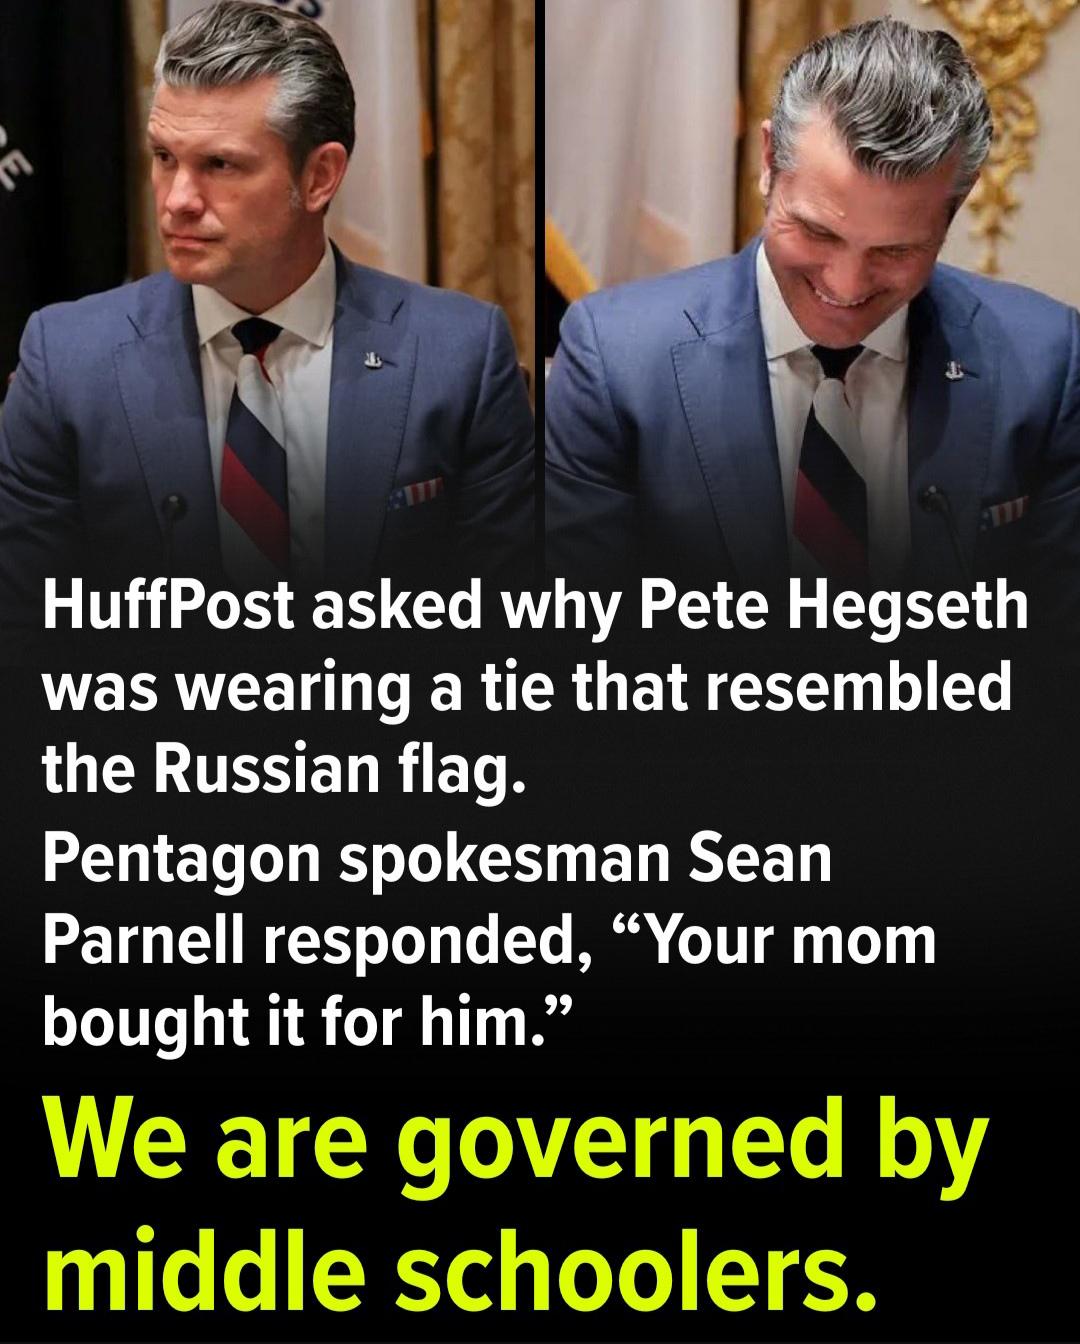 HuffPost asked why Pete Hegseth
was wearing a tie that resembled
the Russian flag.
Pentagon spokesman Sean
Parnell responded, “Your mom
bought it for him.”
We are governed by
middle schoolers.